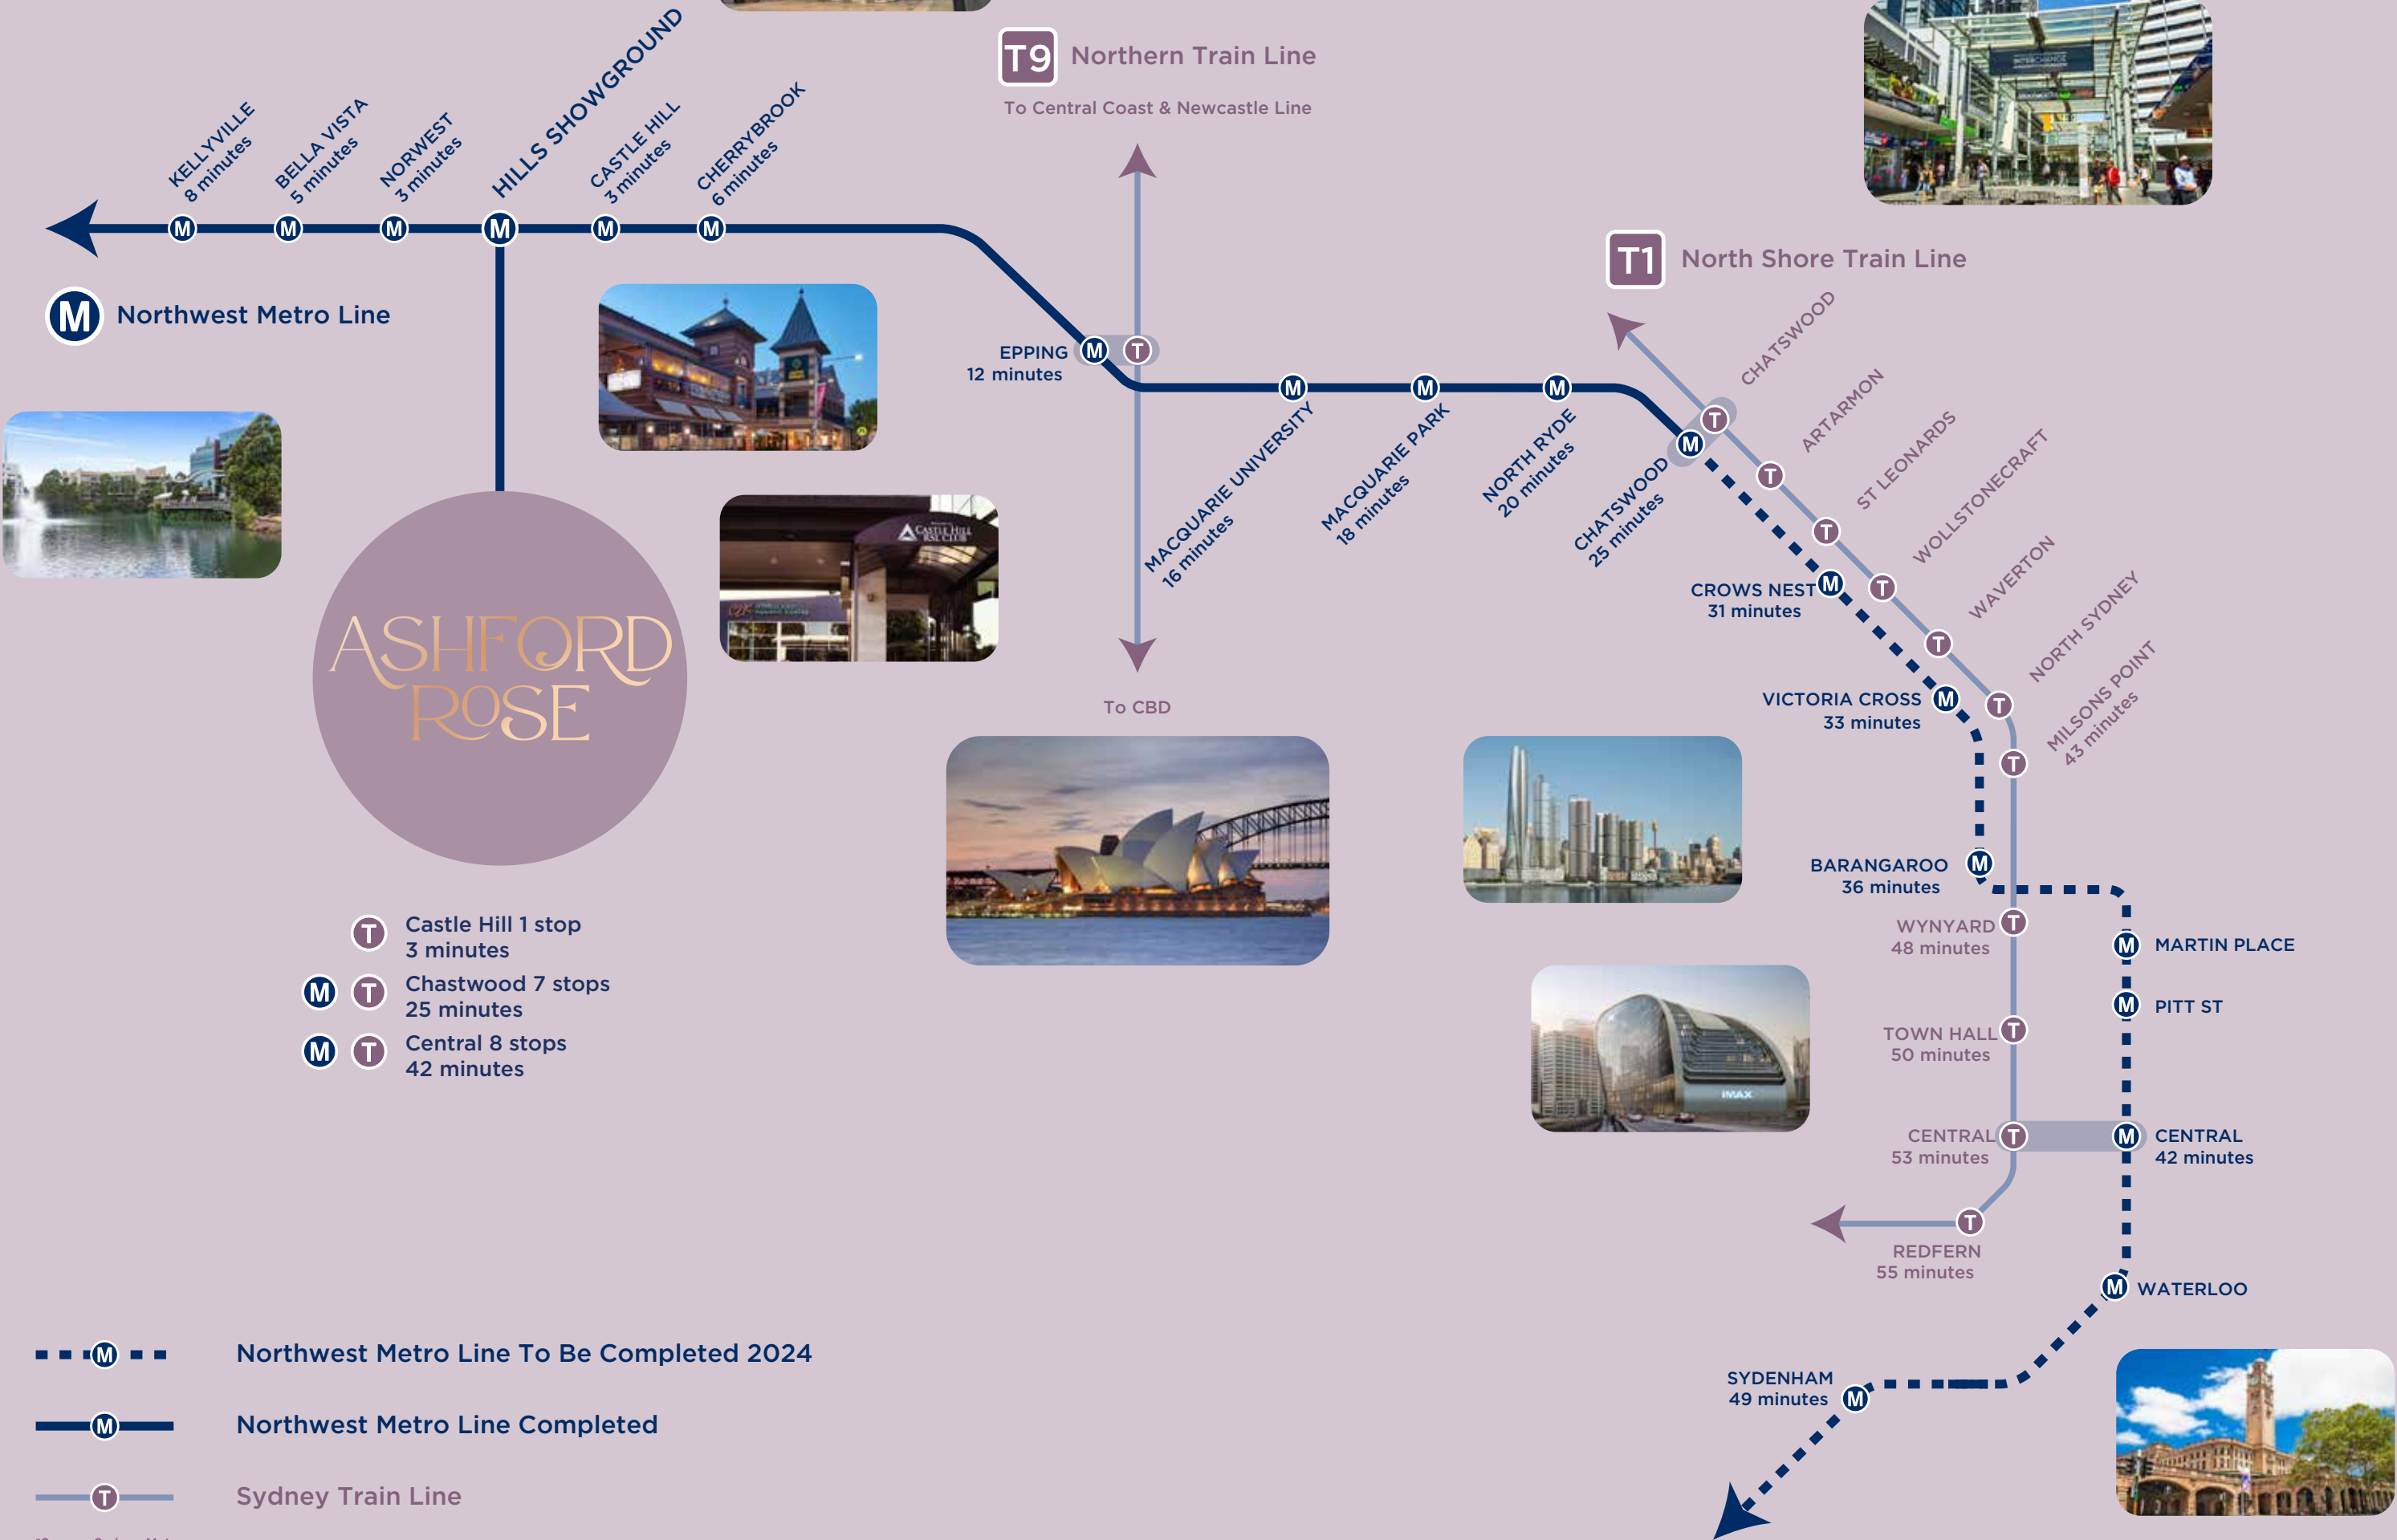 T9 Northern Train Line
To Central Coast & Newcastle Line
INTERCHANGE
KELLYVILLE
8 minutes
BELLA VISTA
5 minutes
NORWEST
3 minutes
HILLS SHOWGROUND
CASTLE HILL
3 minutes
CHERRYBROOK
6 minutes
M M M M M M
M Northwest Metro Line
T1 North Shore Train Line
EPPING
12 minutes
M T
M M M
MACQUARIE UNIVERSITY
16 minutes
MACQUARIE PARK
18 minutes
NORTH RYDE
20 minutes
CHATSWOOD
25 minutes
M
T
CHATSWOOD
T
ARTARMON
T
ST LEONARDS
T
WOLLSTONECRAFT
T
WAVERTON
T
NORTH SYDNEY
T
MILSONS POINT
43 minutes
CASTLE HILL
RSL CLUB
ASHFORD
ROSE
To CBD
CROWS NEST M
31 minutes
VICTORIA CROSS M
33 minutes
BARANGAROO M
36 minutes
WYNYARD T
48 minutes
M MARTIN PLACE
M PITT ST
TOWN HALL T
50 minutes
IMAX
CENTRAL T
53 minutes
M CENTRAL
42 minutes
T
REDFERN
55 minutes
M WATERLOO
SYDENHAM M
49 minutes
T Castle Hill 1 stop
3 minutes
M T Chastwood 7 stops
25 minutes
M T Central 8 stops
42 minutes
M Northwest Metro Line To Be Completed 2024
M Northwest Metro Line Completed
T Sydney Train Line